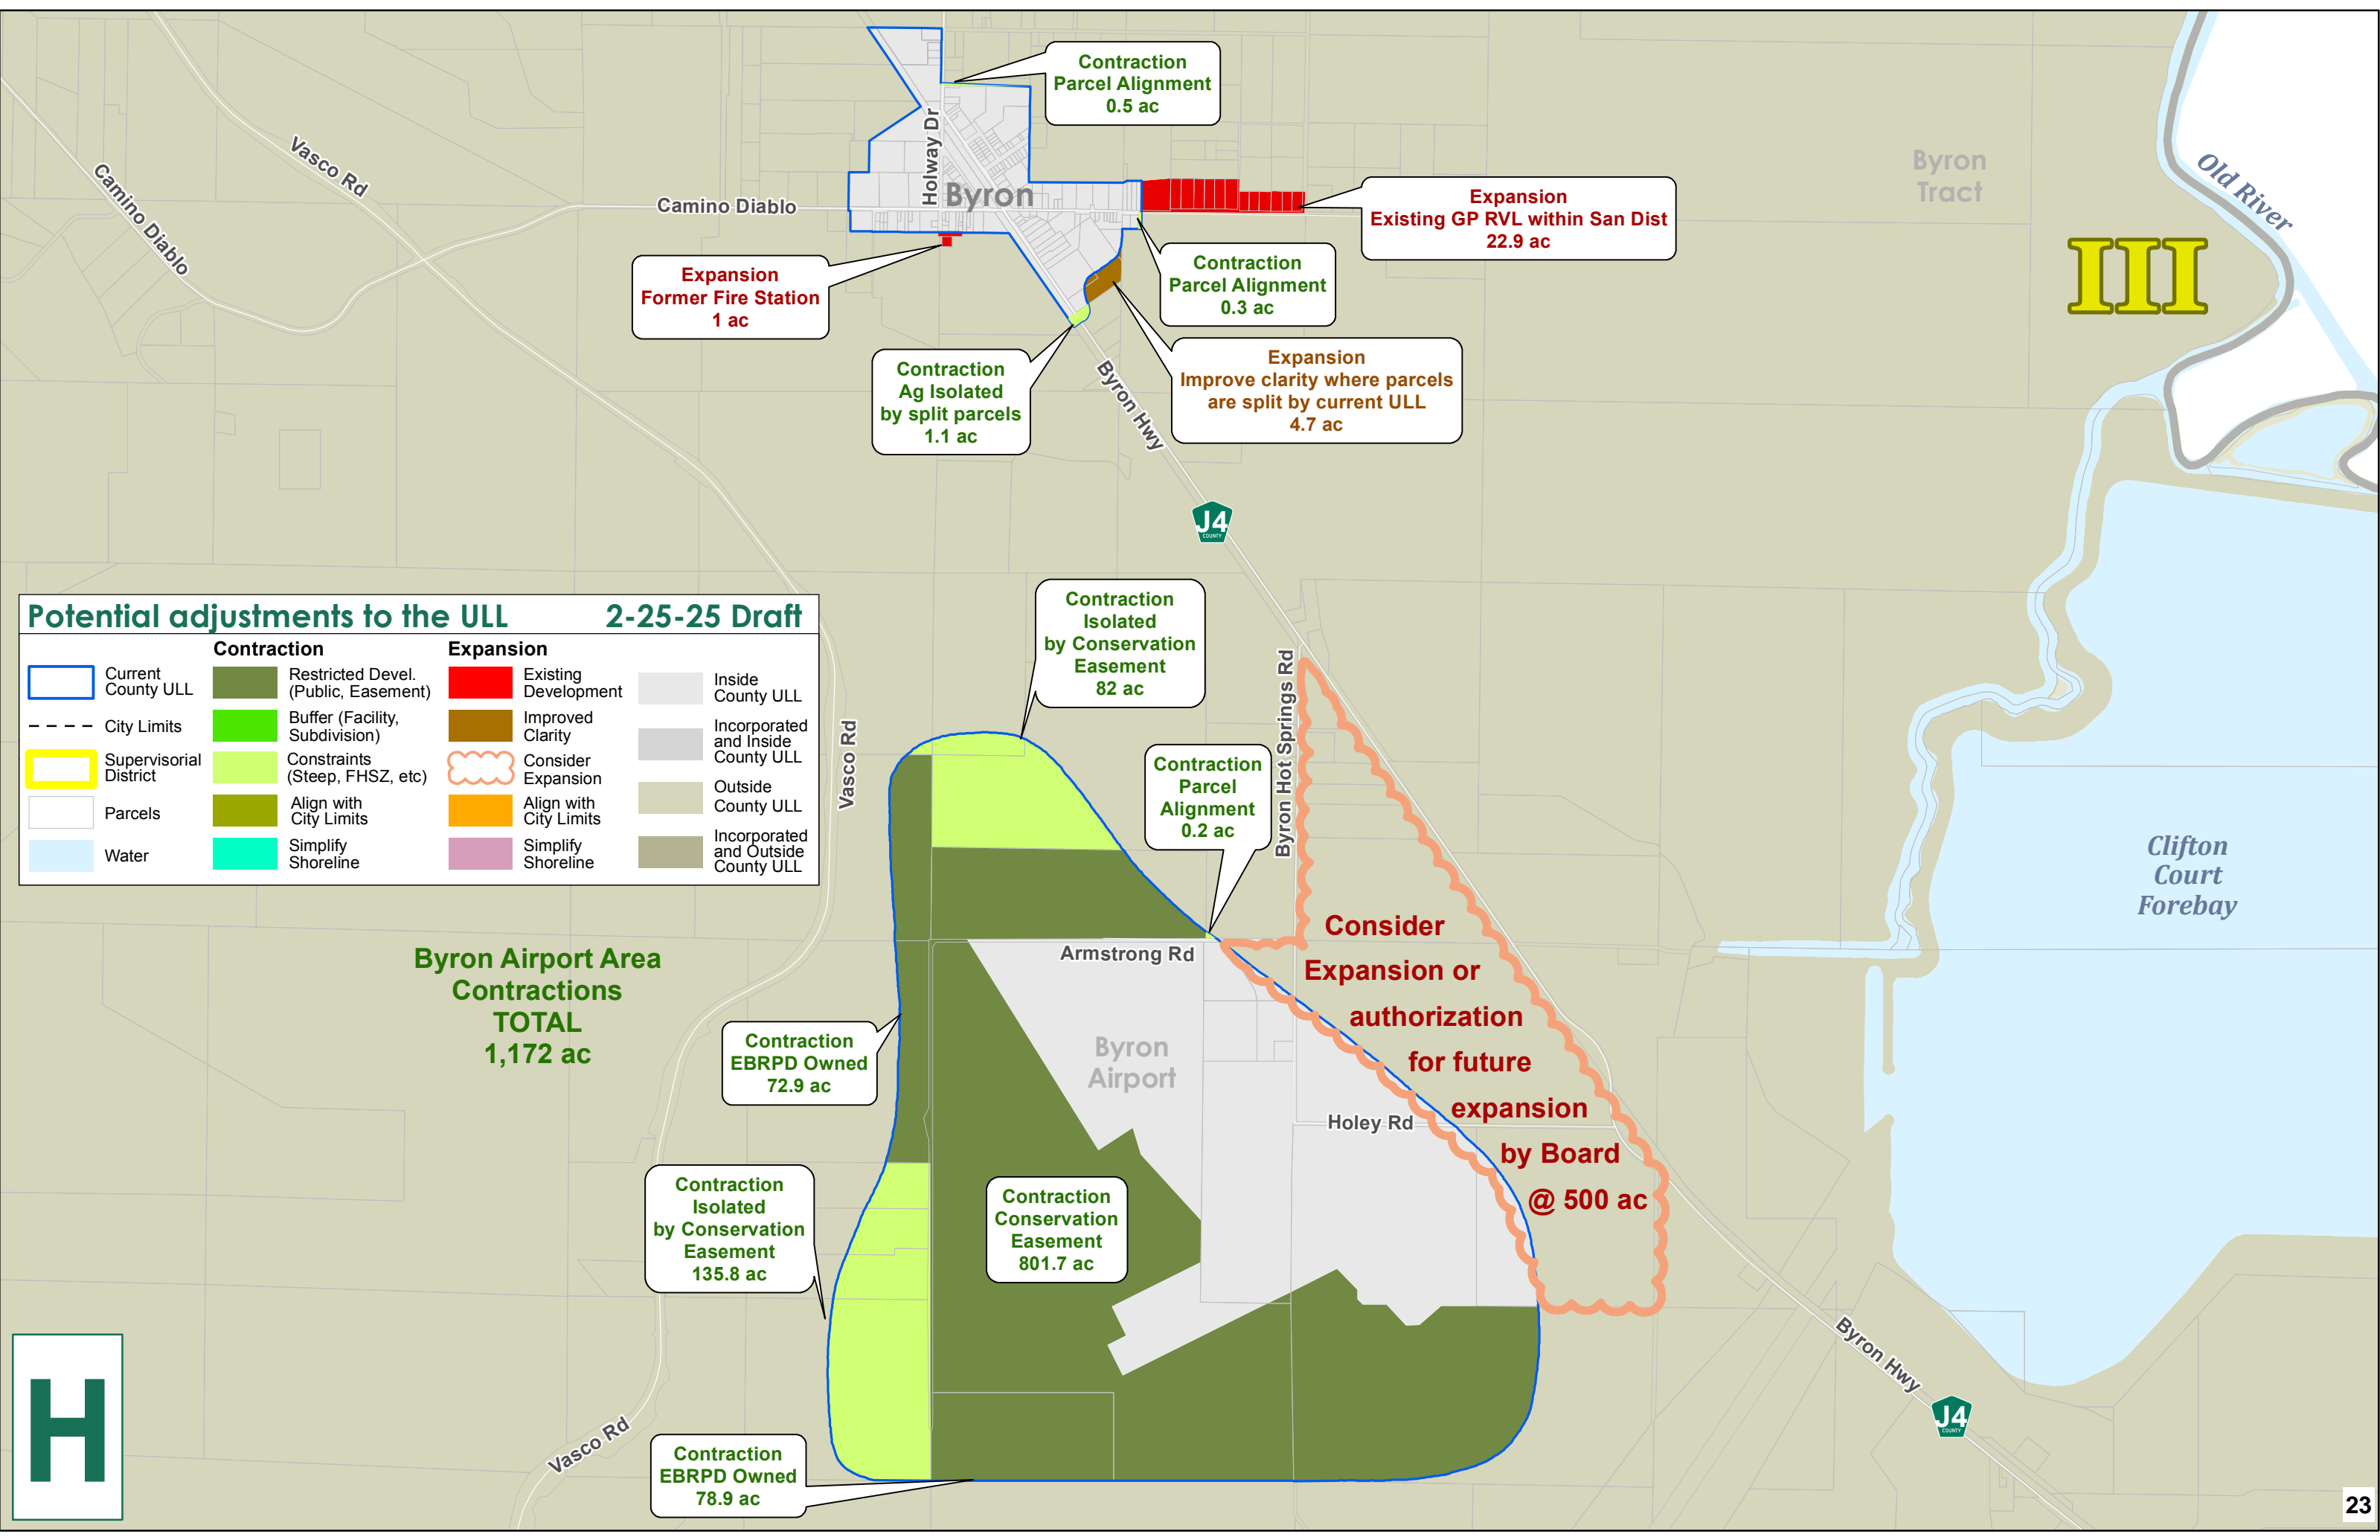 Contraction
Parcel Alignment
0.5 ac
Holway Dr
Byron
Tract
Old River
Vasco Rd
Camino Diablo
Camino Diablo
Byron
Expansion
Existing GP RVL within San Dist
22.9 ac
III
Expansion
Former Fire Station
1 ac
Contraction
Parcel Alignment
0.3 ac
Contraction
Ag Isolated
by split parcels
1.1 ac
Expansion
Improve clarity where parcels
are split by current ULL
4.7 ac
Byron Hwy
J4
COUNTY
Potential adjustments to the ULL 2-25-25 Draft
Current
County ULL
City Limits
Supervisorial
District
Parcels
Water
Contraction
Restricted Devel.
(Public, Easement)
Buffer (Facility,
Subdivision)
Constraints
(Steep, FHSZ, etc)
Align with
City Limits
Simplify
Shoreline
Expansion
Existing
Development
Improved
Clarity
Consider
Expansion
Align with
City Limits
Simplify
Shoreline
Inside
County ULL
Incorporated
and Inside
County ULL
Outside
County ULL
Incorporated
and Outside
County ULL
Contraction
Isolated
by Conservation
Easement
82 ac
Vasco Rd
Contraction
Parcel
Alignment
0.2 ac
Byron Hot Springs Rd
Clifton
Court
Forebay
Byron Airport Area
Contractions
TOTAL
1,172 ac
Armstrong Rd
Consider
Expansion or
authorization
for future
expansion
by Board
@ 500 ac
Contraction
EBRPD Owned
72.9 ac
Byron
Airport
Holey Rd
Contraction
Isolated
by Conservation
Easement
135.8 ac
Contraction
Conservation
Easement
801.7 ac
Byron Hwy
J4
COUNTY
H
Vasco Rd
Contraction
EBRPD Owned
78.9 ac
23